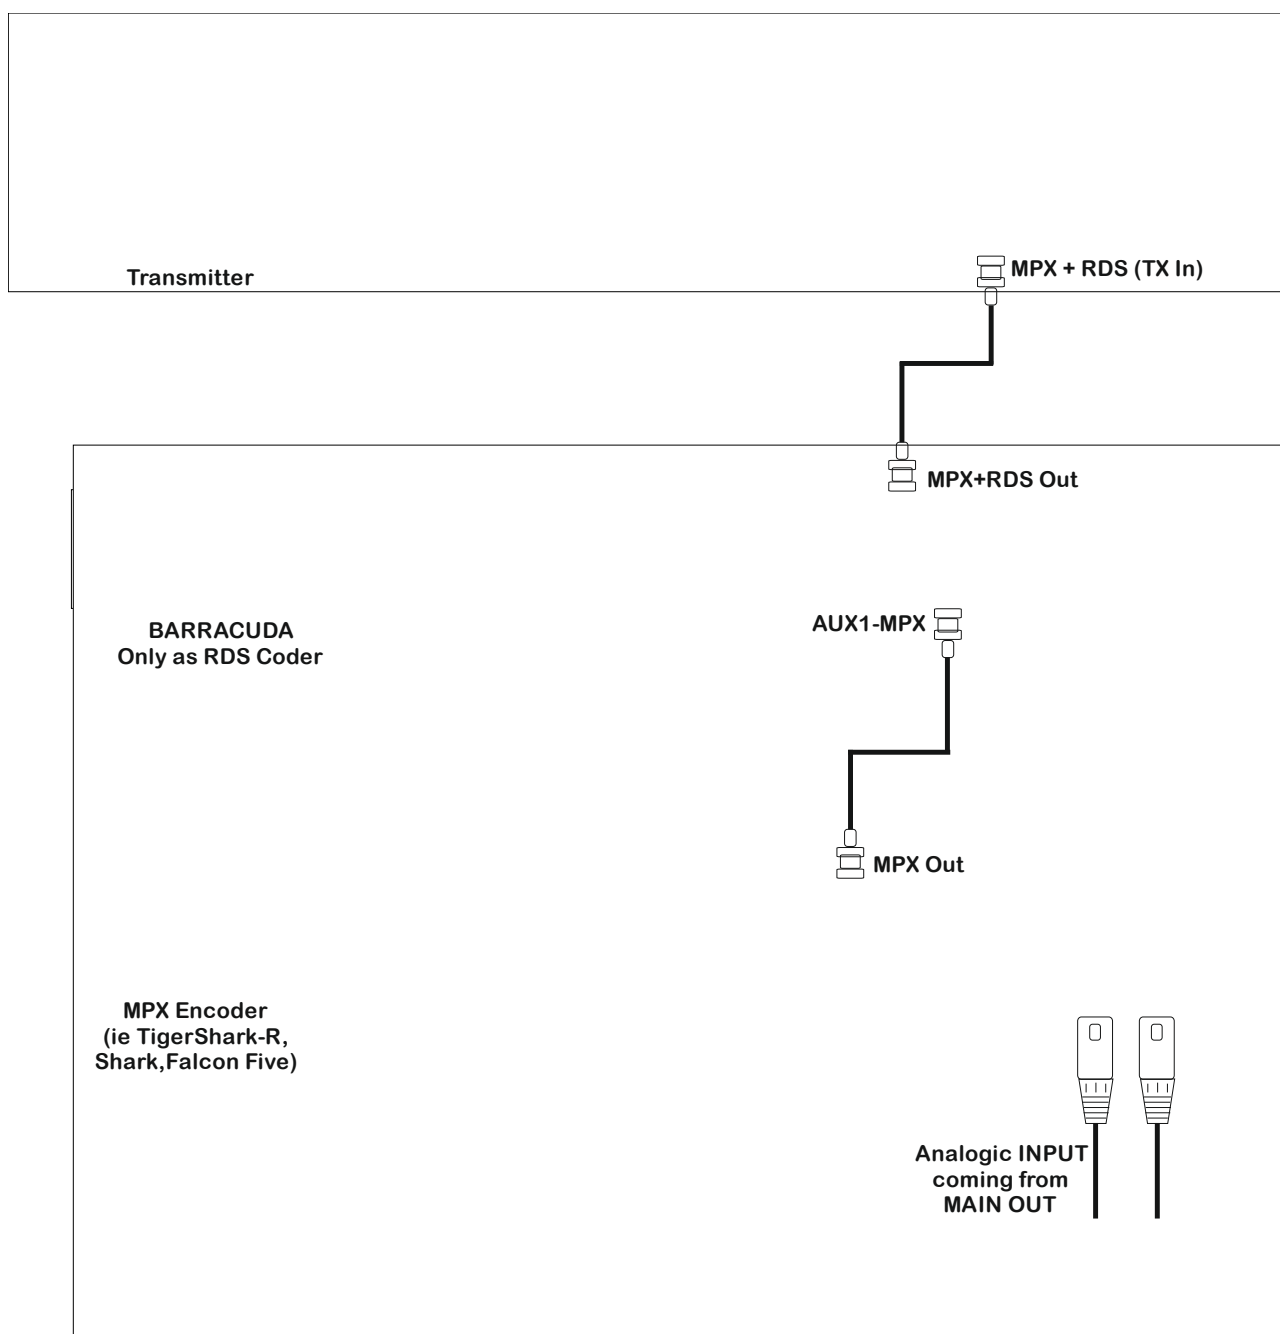 Transmitter
MPX + RDS (TX In)
MPX+RDS Out
BARRACUDA
Only as RDS Coder
AUX1-MPX
MPX Out
MPX Encoder
(ie TigerShark-R,
Shark,Falcon Five)
Analogic INPUT
coming from
MAIN OUT